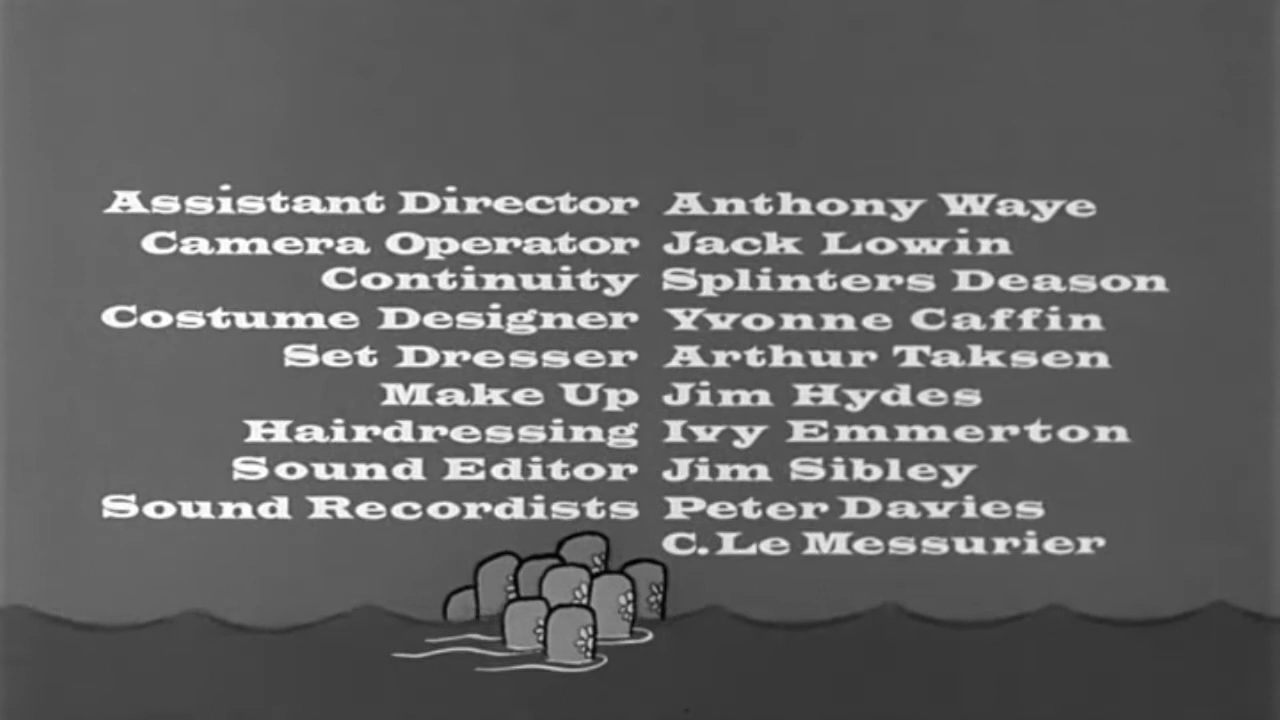 Assistant Director Anthony Waye
Camera Operator Jack Lowin
Continuity Splinters Deason
Costume Designer Yvonne Caffin
Set Dresser Arthur Taksen
Make Up Jim Hydes
Hairdressing Ivy Emmerton
Sound Editor Jim Sibley
Sound Recordists Peter Davies
C. Le Messurier